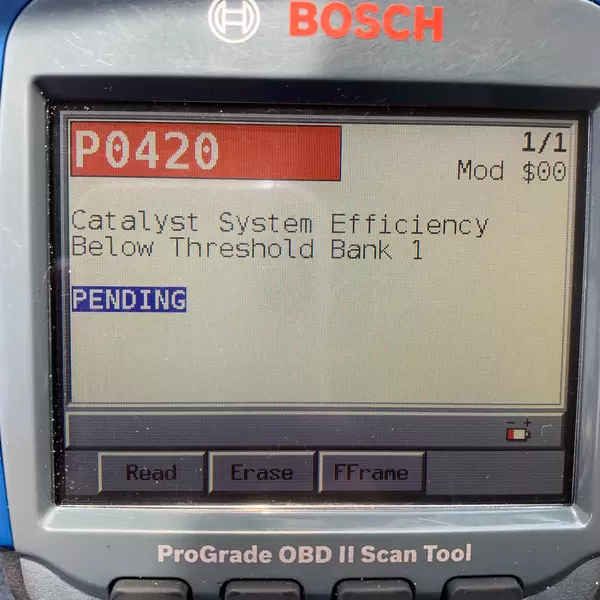 BOSCH
P0420
1/1
Mod $00
Catalyst System Efficiency
Below Threshold Bank 1
PENDING
- +
Read Erase FFrame
ProGrade OBD II Scan Tool